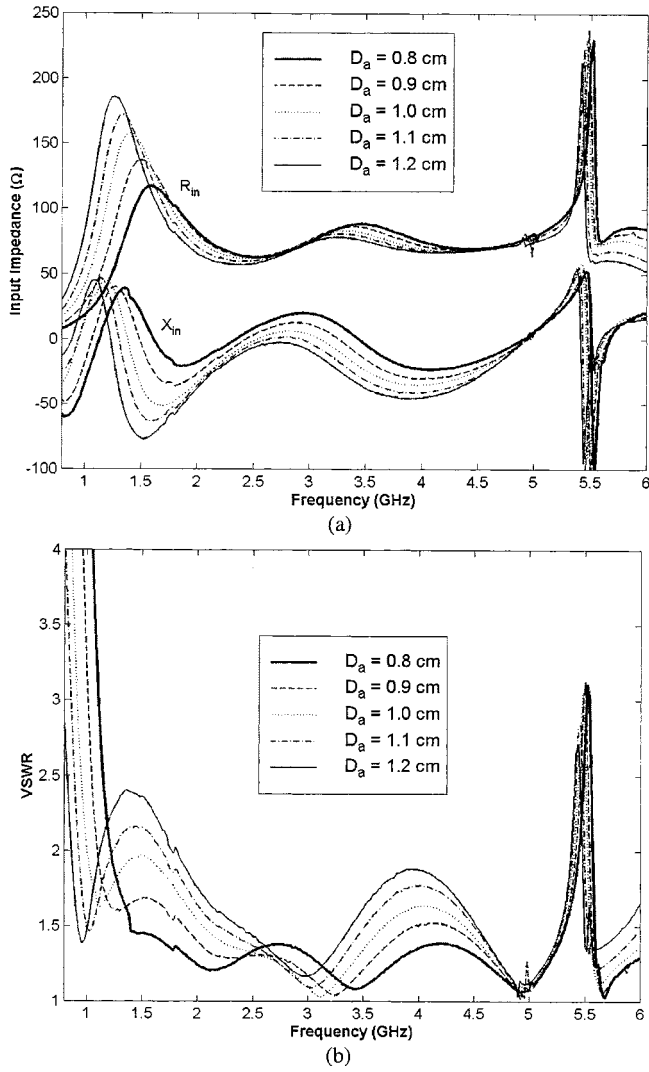 250
200
150
100
50
0
-50
-100
Input Impedance (Ω)
D_a = 0.8 cm
D_a = 0.9 cm
D_a = 1.0 cm
D_a = 1.1 cm
D_a = 1.2 cm
R_in
X_in
1 1.5 2 2.5 3 3.5 4 4.5 5 5.5 6
Frequency (GHz)
(a)
4
3.5
3
2.5
2
1.5
1
VSWR
D_a = 0.8 cm
D_a = 0.9 cm
D_a = 1.0 cm
D_a = 1.1 cm
D_a = 1.2 cm
1 1.5 2 2.5 3 3.5 4 4.5 5 5.5 6
Frequency (GHz)
(b)